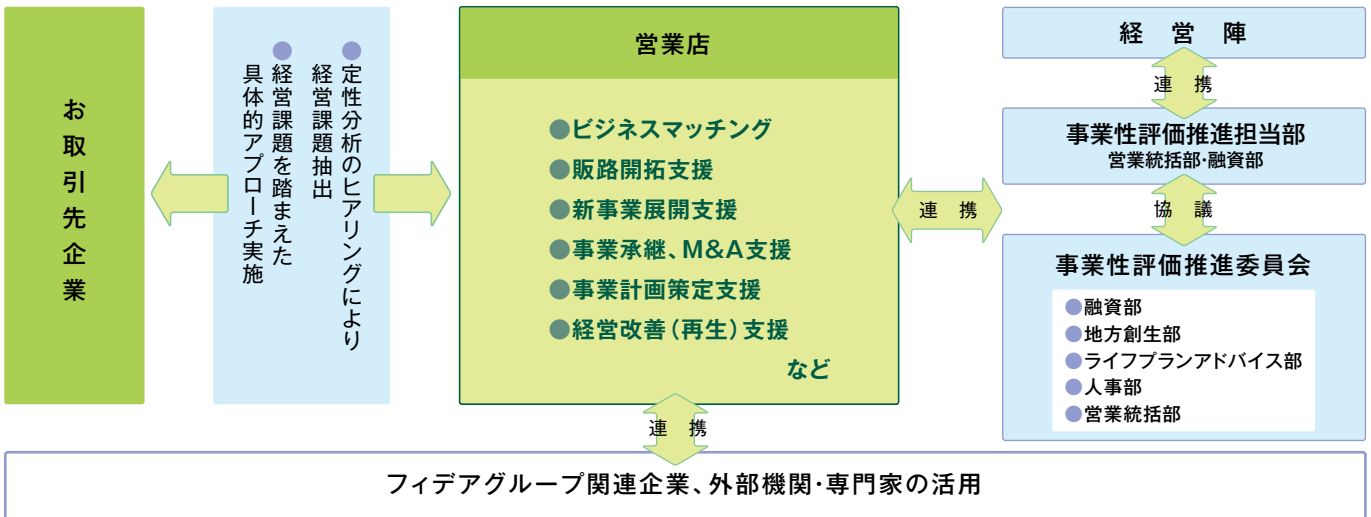 お取引先企業
●定性分析のヒアリングにより
経営課題抽出
●経営課題を踏まえた
具体的アプローチ実施
営業店
●ビジネスマッチング
●販路開拓支援
●新事業展開支援
●事業承継、M&A支援
●事業計画策定支援
●経営改善(再生)支援
など
連 携
経 営 陣
連 携
事業性評価推進担当部
営業統括部・融資部
協 議
事業性評価推進委員会
●融資部
●地方創生部
●ライフプランアドバイス部
●人事部
●営業統括部
連 携
フィデアグループ関連企業、外部機関・専門家の活用